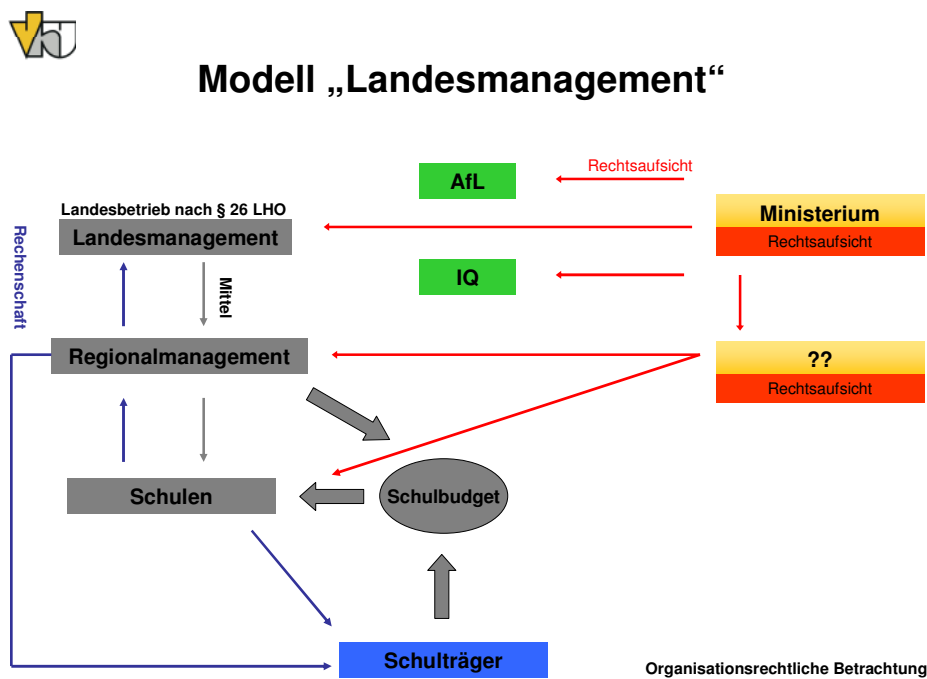 vhU
Modell „Landesmanagement“
Rechtsaufsicht
AfL
Landesbetrieb nach § 26 LHO
Landesmanagement
Ministerium
Rechtsaufsicht
Rechenschaft
Mittel
IQ
Regionalmanagement
??
Rechtsaufsicht
Schulen
Schulbudget
Schulträger
Organisationsrechtliche Betrachtung